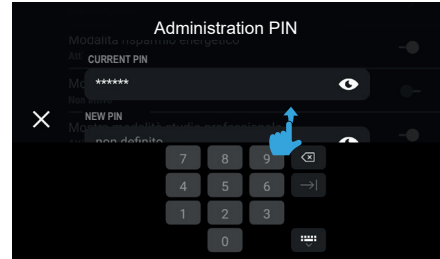 Administration PIN
Modalità risparmio energetico
CURRENT PIN
******
NEW PIN
non definito
7 8 9
4 5 6
1 2 3
0